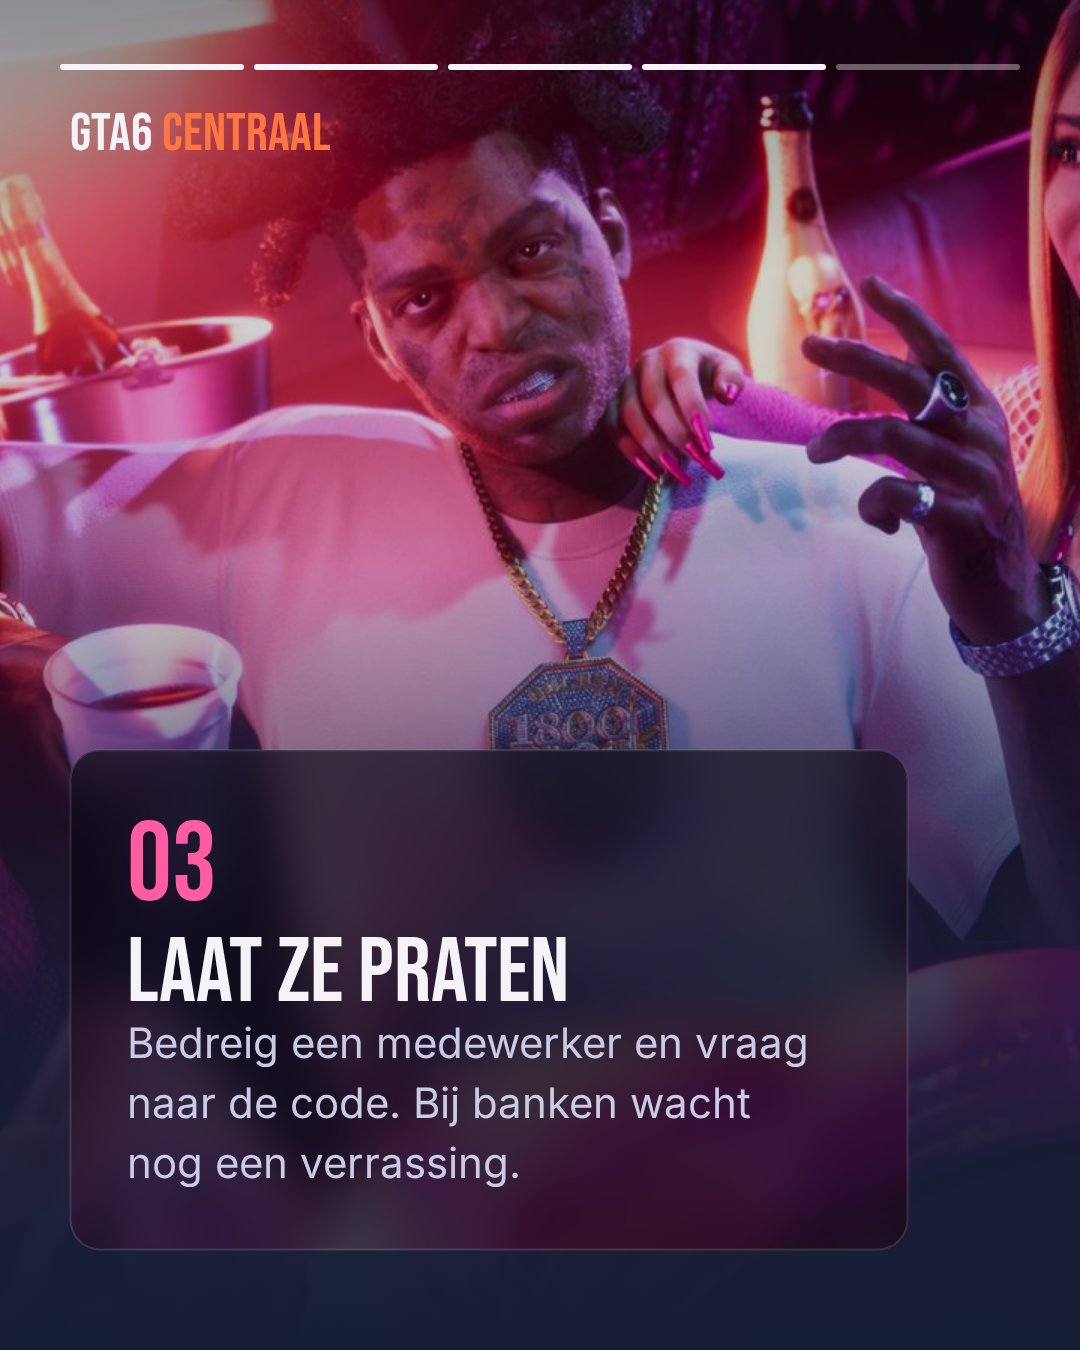 GTA6 CENTRAAL
1800
03
LAAT ZE PRATEN
Bedreig een medewerker en vraag
naar de code. Bij banken wacht
nog een verrassing.